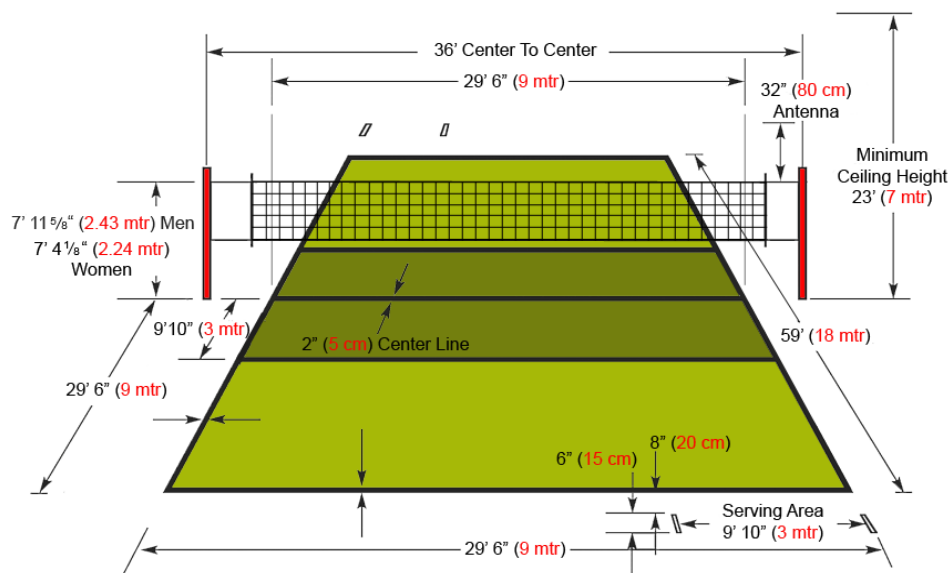 36’ Center To Center
29’ 6” (9 mtr)
32” (80 cm)
Antenna
Minimum
Ceiling Height
23’ (7 mtr)
7’ 11 5/8“ (2.43 mtr) Men
7’ 4 1/8“ (2.24 mtr)
Women
9’10” (3 mtr)
2” (5 cm) Center Line
59’ (18 mtr)
29’ 6” (9 mtr)
8” (20 cm)
6” (15 cm)
Serving Area
9’ 10” (3 mtr)
29’ 6” (9 mtr)